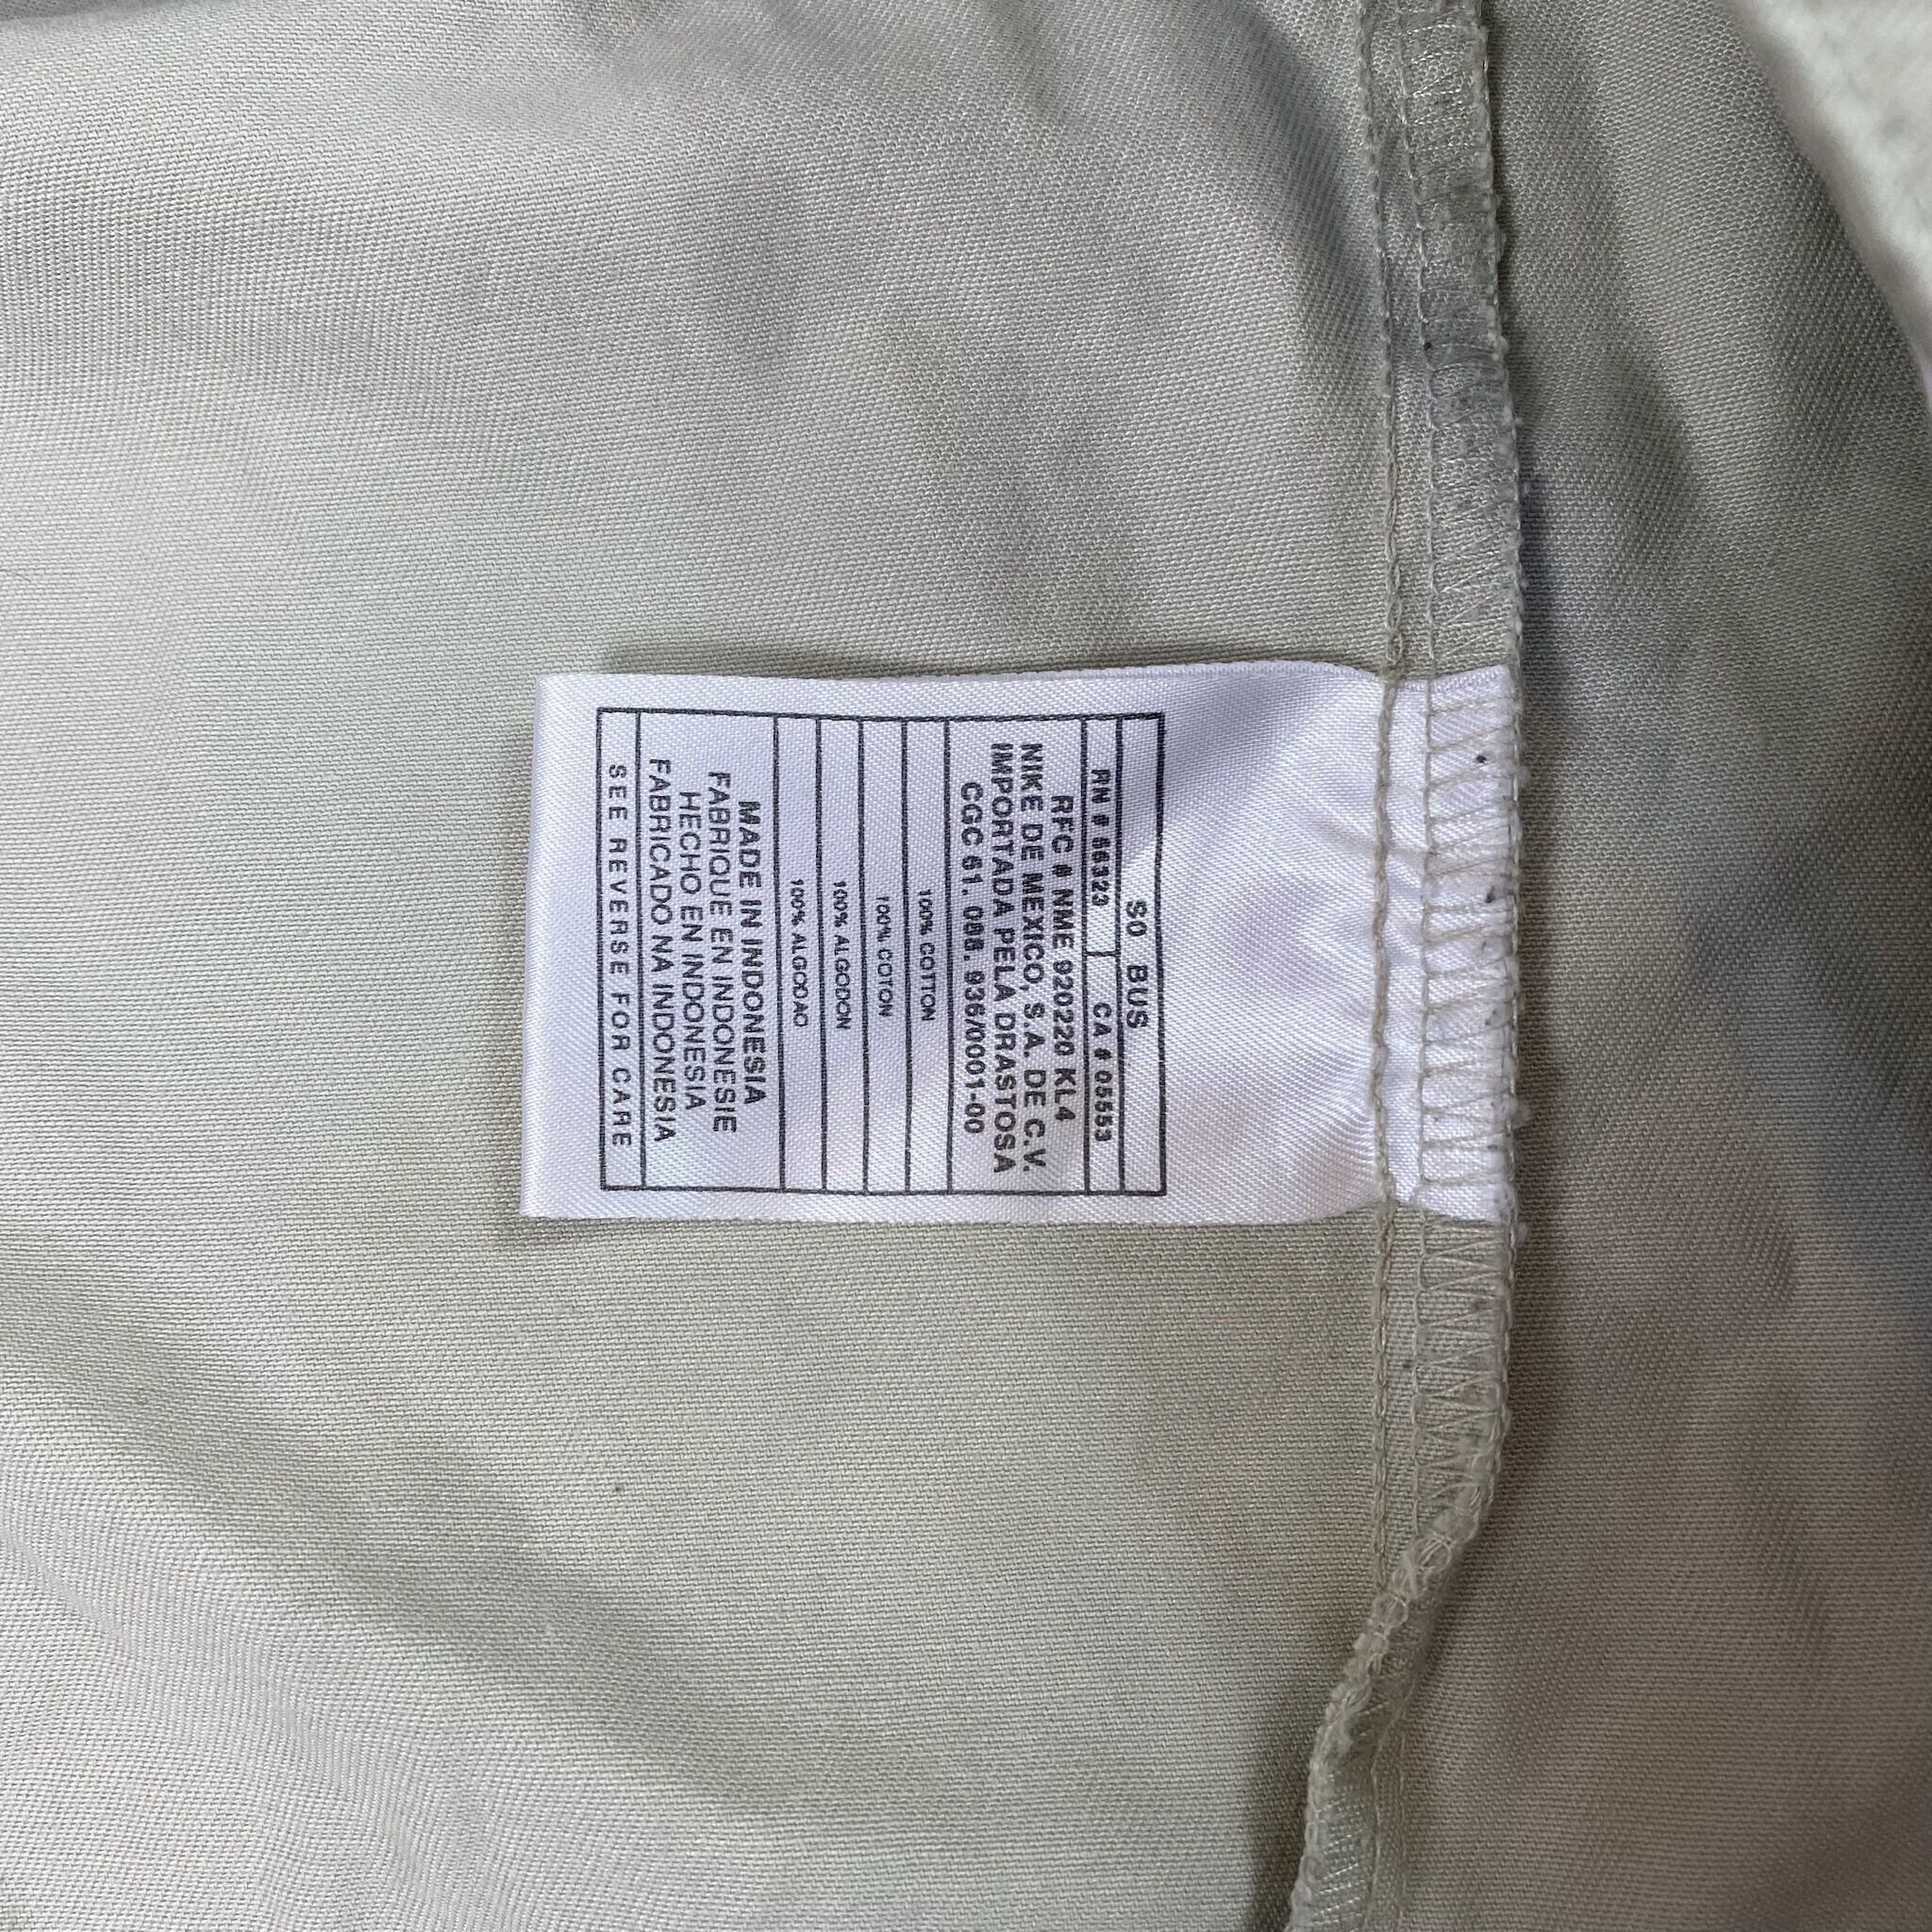 SO BUS
RN # 56323 CA # 05553
RFC # NME 920220 KL4
NIKE DE MEXICO, S.A. DE C.V.
IMPORTADA PELA DRASTOSA
CGC 61. 086. 936/0001-00
100% COTTON
100% COTON
100% ALGODON
100% ALGODAO
MADE IN INDONESIA
FABRIQUE EN INDONESIE
HECHO EN INDONESIA
FABRICADO NA INDONESIA
SEE REVERSE FOR CARE